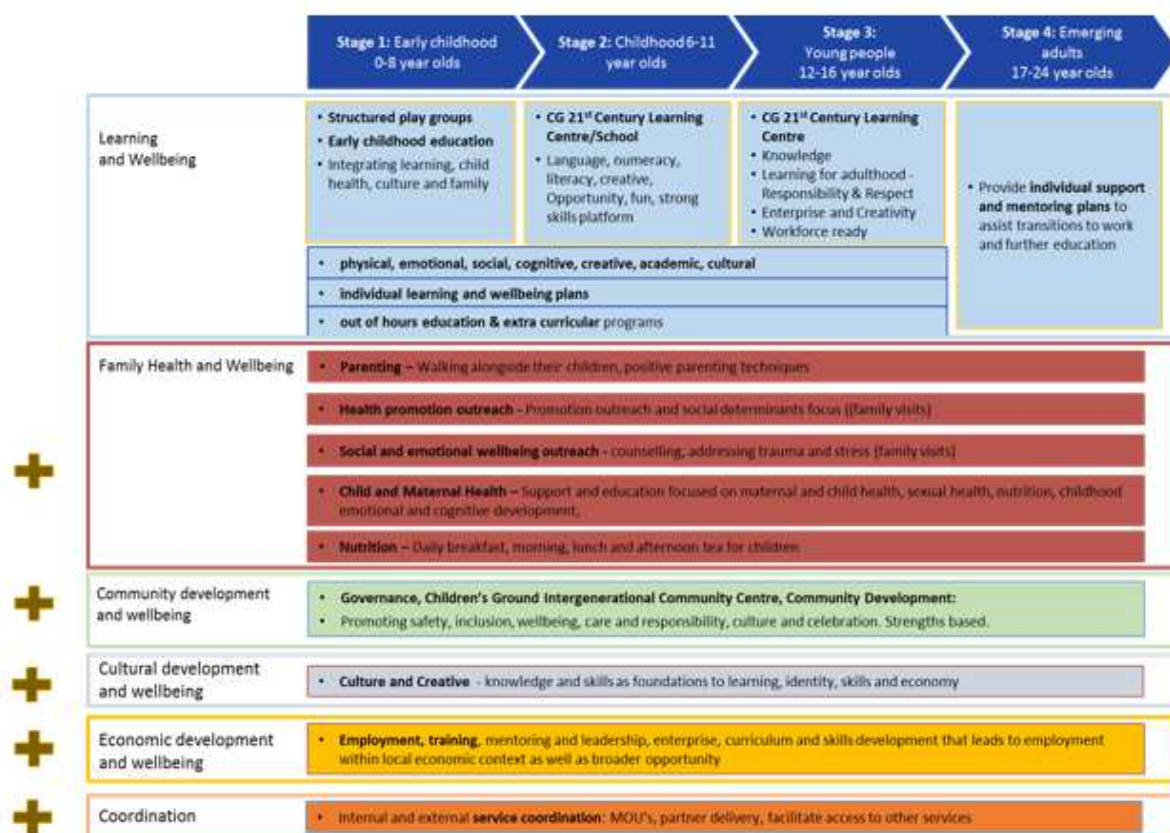 Stage 1: Early childhood
0-8 year olds
Stage 2: Childhood 6-11
year olds
Stage 3:
Young people
12-16 year olds
Stage 4: Emerging
adults
17-24 year olds
Learning
and Wellbeing
• Structured play groups
• Early childhood education
• Integrating learning, child
health, culture and family
• CG 21st Century Learning
Centre/School
• Language, numeracy,
literacy, creative,
Opportunity, fun, strong
skills platform
• CG 21st Century Learning
Centre
• Knowledge
• Learning for adulthood -
Responsibility & Respect
• Enterprise and Creativity
• Workforce ready
• Provide individual support
and mentoring plans to
assist transitions to work
and further education
• physical, emotional, social, cognitive, creative, academic, cultural
• individual learning and wellbeing plans
• out of hours education & extra curricular programs
Family Health and Wellbeing
• Parenting – Walking alongside their children, positive parenting techniques
• Health promotion outreach - Promotion outreach and social determinants focus ((family visits)
• Social and emotional wellbeing outreach - counselling, addressing trauma and stress (family visits)
• Child and Maternal Health – Support and education focused on maternal and child health, sexual health, nutrition, childhood
emotional and cognitive development,
• Nutrition – Daily breakfast, morning, lunch and afternoon tea for children
Community development
and wellbeing
• Governance, Children's Ground Intergenerational Community Centre, Community Development:
• Promoting safety, inclusion, wellbeing, care and responsibility, culture and celebration. Strengths based.
Cultural development
and wellbeing
• Culture and Creative - knowledge and skills as foundations to learning, identity, skills and economy
Economic development
and wellbeing
• Employment, training, mentoring and leadership, enterprise, curriculum and skills development that leads to employment
within local economic context as well as broader opportunity
Coordination
• Internal and external service coordination: MOU's, partner delivery, facilitate access to other services